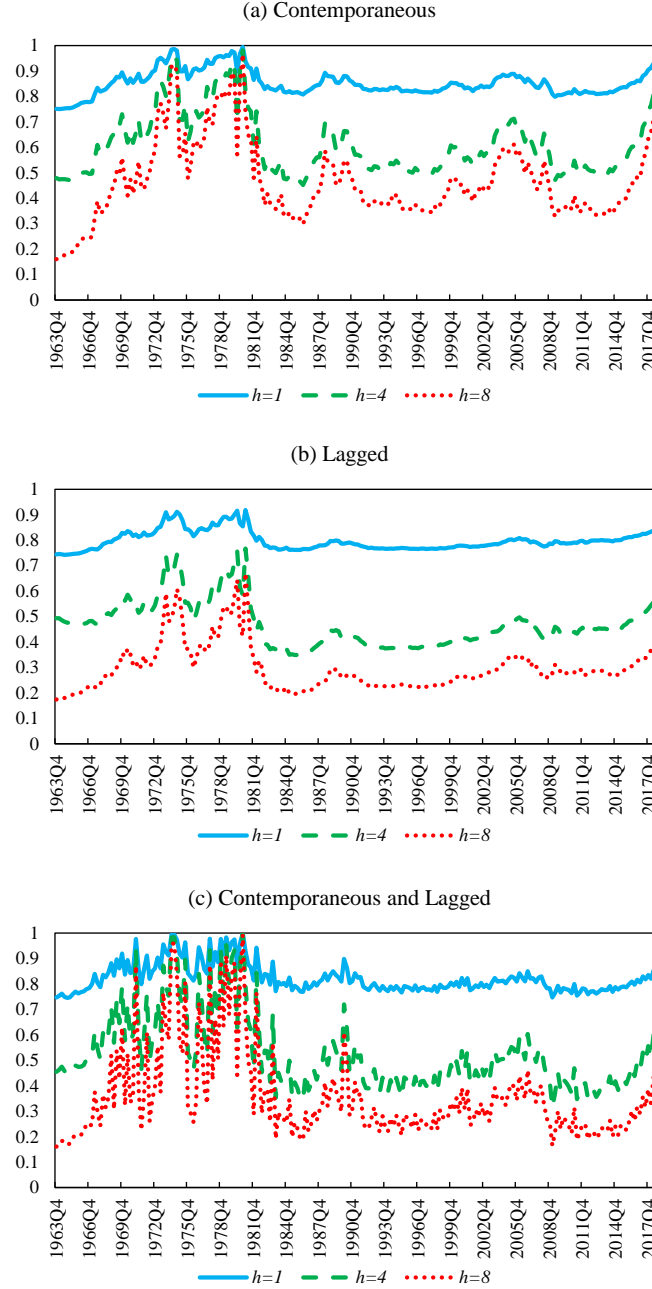 (a) Contemporaneous
1
0.9
0.8
0.7
0.6
0.5
0.4
0.3
0.2
0.1
0
1963Q4
1966Q4
1969Q4
1972Q4
1975Q4
1978Q4
1981Q4
1984Q4
1987Q4
1990Q4
1993Q4
1996Q4
1999Q4
2002Q4
2005Q4
2008Q4
2011Q4
2014Q4
2017Q4
h=1 h=4 h=8
(b) Lagged
1
0.9
0.8
0.7
0.6
0.5
0.4
0.3
0.2
0.1
0
1963Q4
1966Q4
1969Q4
1972Q4
1975Q4
1978Q4
1981Q4
1984Q4
1987Q4
1990Q4
1993Q4
1996Q4
1999Q4
2002Q4
2005Q4
2008Q4
2011Q4
2014Q4
2017Q4
h=1 h=4 h=8
(c) Contemporaneous and Lagged
1
0.9
0.8
0.7
0.6
0.5
0.4
0.3
0.2
0.1
0
1963Q4
1966Q4
1969Q4
1972Q4
1975Q4
1978Q4
1981Q4
1984Q4
1987Q4
1990Q4
1993Q4
1996Q4
1999Q4
2002Q4
2005Q4
2008Q4
2011Q4
2014Q4
2017Q4
h=1 h=4 h=8